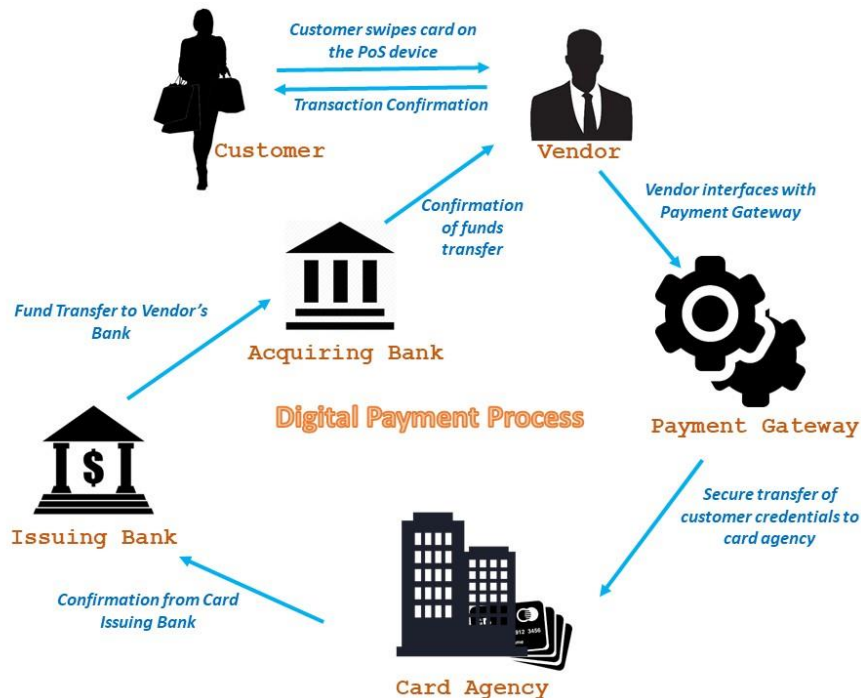 Customer swipes card on
the PoS device
Transaction Confirmation
Customer
Vendor
Vendor interfaces with
Payment Gateway
Confirmation
of funds
transfer
Fund Transfer to Vendor's
Bank
Acquiring Bank
Digital Payment Process
Payment Gateway
$
Issuing Bank
Secure transfer of
customer credentials to
card agency
Confirmation from Card
Issuing Bank
912 3456
Card Agency